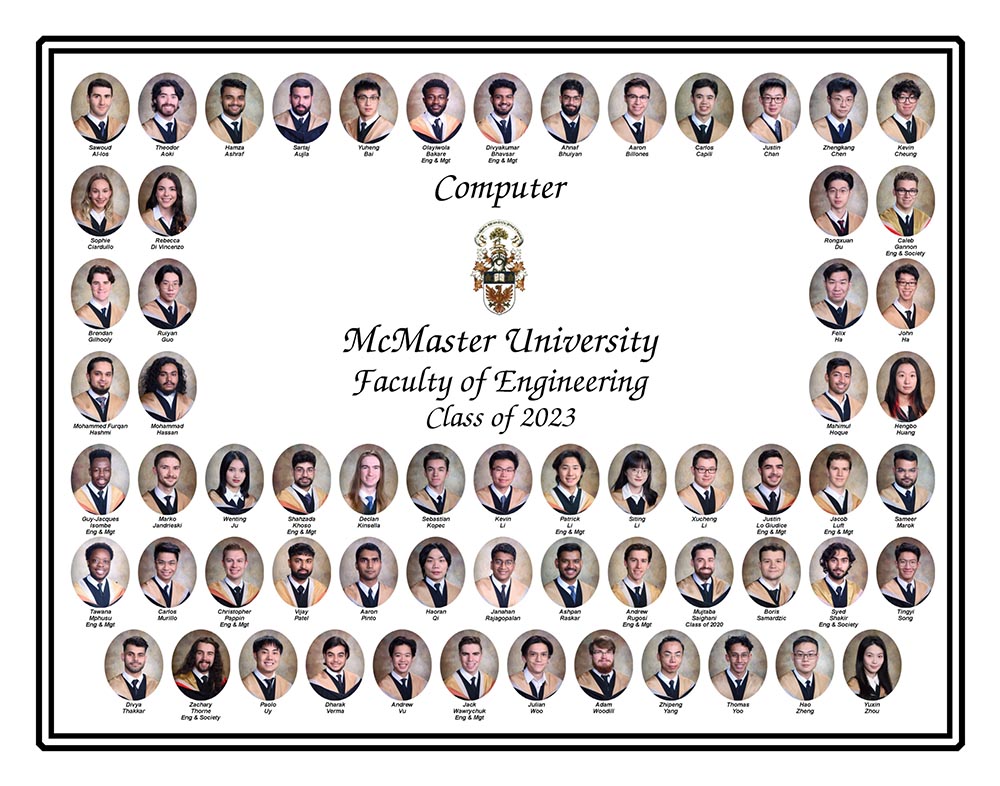 Sawoud
Al-Ios
Theodor
Aoki
Hamza
Ashraf
Sartaj
Aujla
Yuheng
Bai
Olayiwola
Bakare
Eng & Mgt
Divyakumar
Bhavsar
Eng & Mgt
Ahnaf
Bhuiyan
Aaron
Billones
Carlos
Capili
Justin
Chan
Zhengkang
Chen
Kevin
Cheung
Computer
Sophie
Ciardullo
Rebecca
Di Vincenzo
Rongxuan
Du
Caleb
Gannon
Eng & Society
Brendan
Gilhooly
Ruiyan
Guo
Felix
Ha
John
Ha
McMaster University
Faculty of Engineering
Class of 2023
Mohammed Furqan
Hashmi
Mohammad
Hassan
Mahimul
Hoque
Hengbo
Huang
Guy-Jacques
Isombe
Eng & Mgt
Marko
Jandrieski
Wenting
Ju
Shahzada
Khoso
Eng & Mgt
Declan
Kinsella
Sebastian
Kopec
Kevin
Li
Patrick
Li
Eng & Mgt
Siting
Li
Xucheng
Li
Justin
Lo Giudice
Eng & Mgt
Jacob
Luft
Eng & Mgt
Sameer
Marok
Tawana
Mphusu
Eng & Mgt
Carlos
Murillo
Christopher
Pappin
Eng & Mgt
Vijay
Patel
Aaron
Pinto
Haoran
Qi
Janahan
Rajagopalan
Ashpan
Raskar
Andrew
Rugosi
Eng & Mgt
Mujtaba
Saighani
Class of 2020
Boris
Samardzic
Syed
Shakir
Eng & Society
Tingyi
Song
Divya
Thakkar
Zachary
Thorne
Eng & Society
Paolo
Uy
Dharak
Verma
Andrew
Vu
Jack
Wawrychuk
Eng & Mgt
Julian
Woo
Adam
Woodill
Zhipeng
Yang
Thomas
Yoo
Hao
Zheng
Yuxin
Zhou